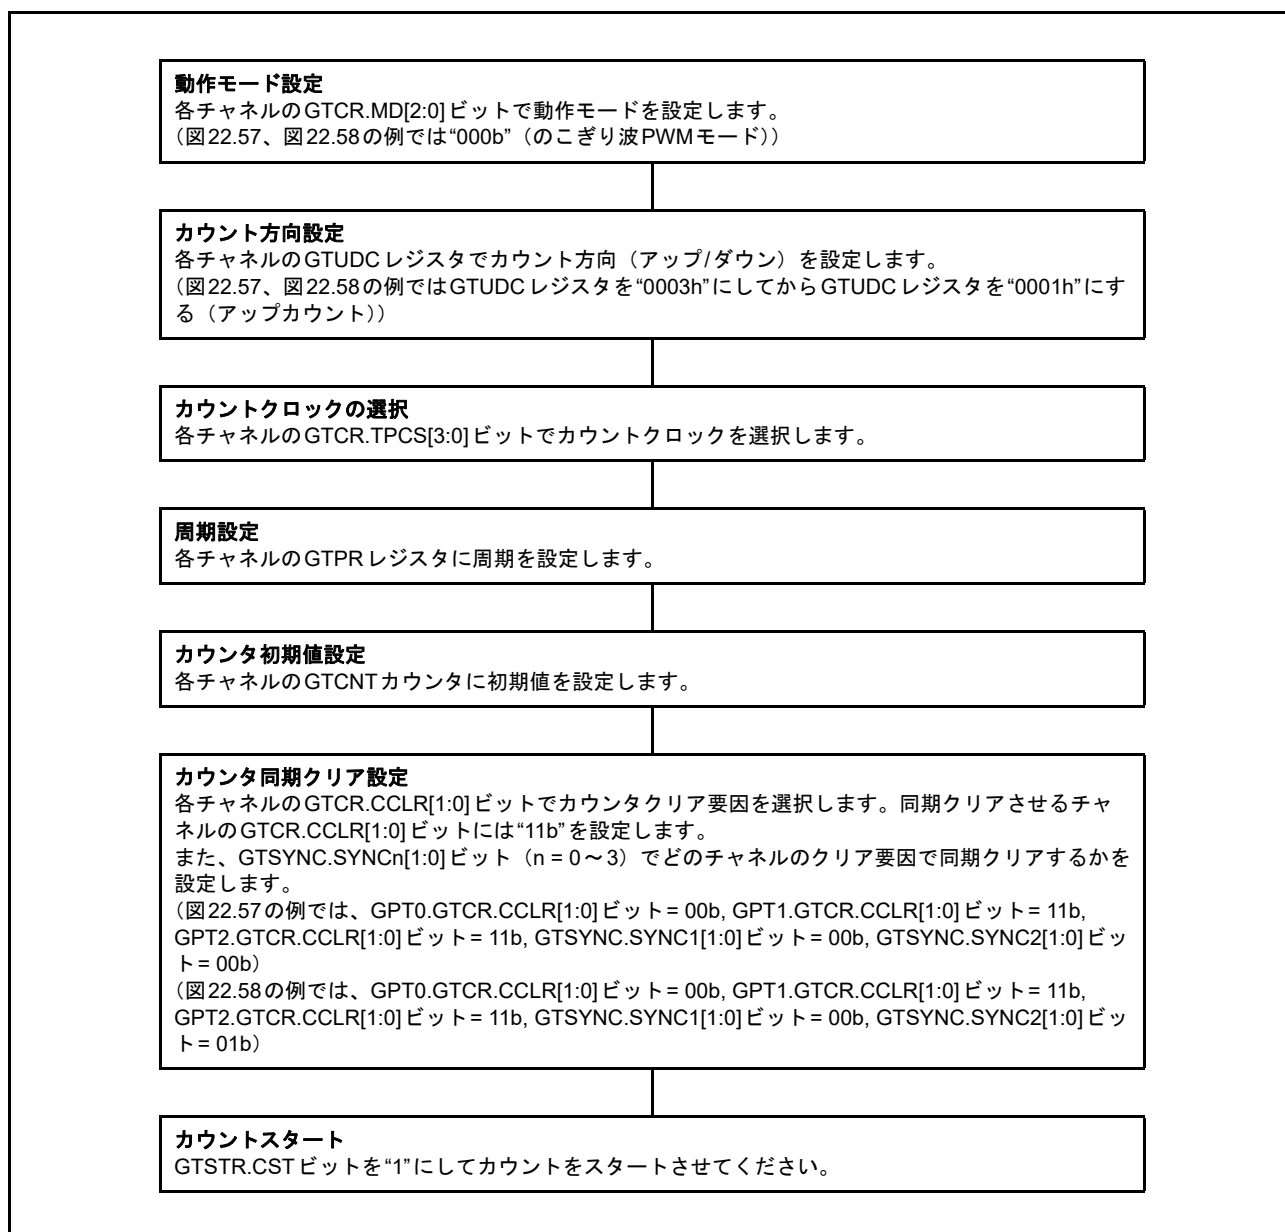 動作モード設定
各チャネルのGTCR.MD[2:0]ビットで動作モードを設定します。
（図22.57、図22.58の例では“000b”（のこぎり波PWMモード））
カウント方向設定
各チャネルのGTUDCレジスタでカウント方向（アップ/ダウン）を設定します。
（図22.57、図22.58の例ではGTUDCレジスタを“0003h”にしてからGTUDCレジスタを“0001h”にす
る（アップカウント））
カウントクロックの選択
各チャネルのGTCR.TPCS[3:0]ビットでカウントクロックを選択します。
周期設定
各チャネルのGTPRレジスタに周期を設定します。
カウンタ初期値設定
各チャネルのGTCNTカウンタに初期値を設定します。
カウンタ同期クリア設定
各チャネルのGTCR.CCLR[1:0]ビットでカウンタクリア要因を選択します。同期クリアさせるチャ
ネルのGTCR.CCLR[1:0]ビットには“11b”を設定します。
また、GTSYNC.SYNCn[1:0]ビット（n = 0～3）でどのチャネルのクリア要因で同期クリアするかを
設定します。
（図22.57の例では、GPT0.GTCR.CCLR[1:0]ビット= 00b, GPT1.GTCR.CCLR[1:0]ビット= 11b,
GPT2.GTCR.CCLR[1:0]ビット= 11b, GTSYNC.SYNC1[1:0]ビット= 00b, GTSYNC.SYNC2[1:0]ビッ
ト= 00b）
（図22.58の例では、GPT0.GTCR.CCLR[1:0]ビット= 00b, GPT1.GTCR.CCLR[1:0]ビット= 11b,
GPT2.GTCR.CCLR[1:0]ビット= 11b, GTSYNC.SYNC1[1:0]ビット= 00b, GTSYNC.SYNC2[1:0]ビッ
ト= 01b）
カウントスタート
GTSTR.CSTビットを“1”にしてカウントをスタートさせてください。